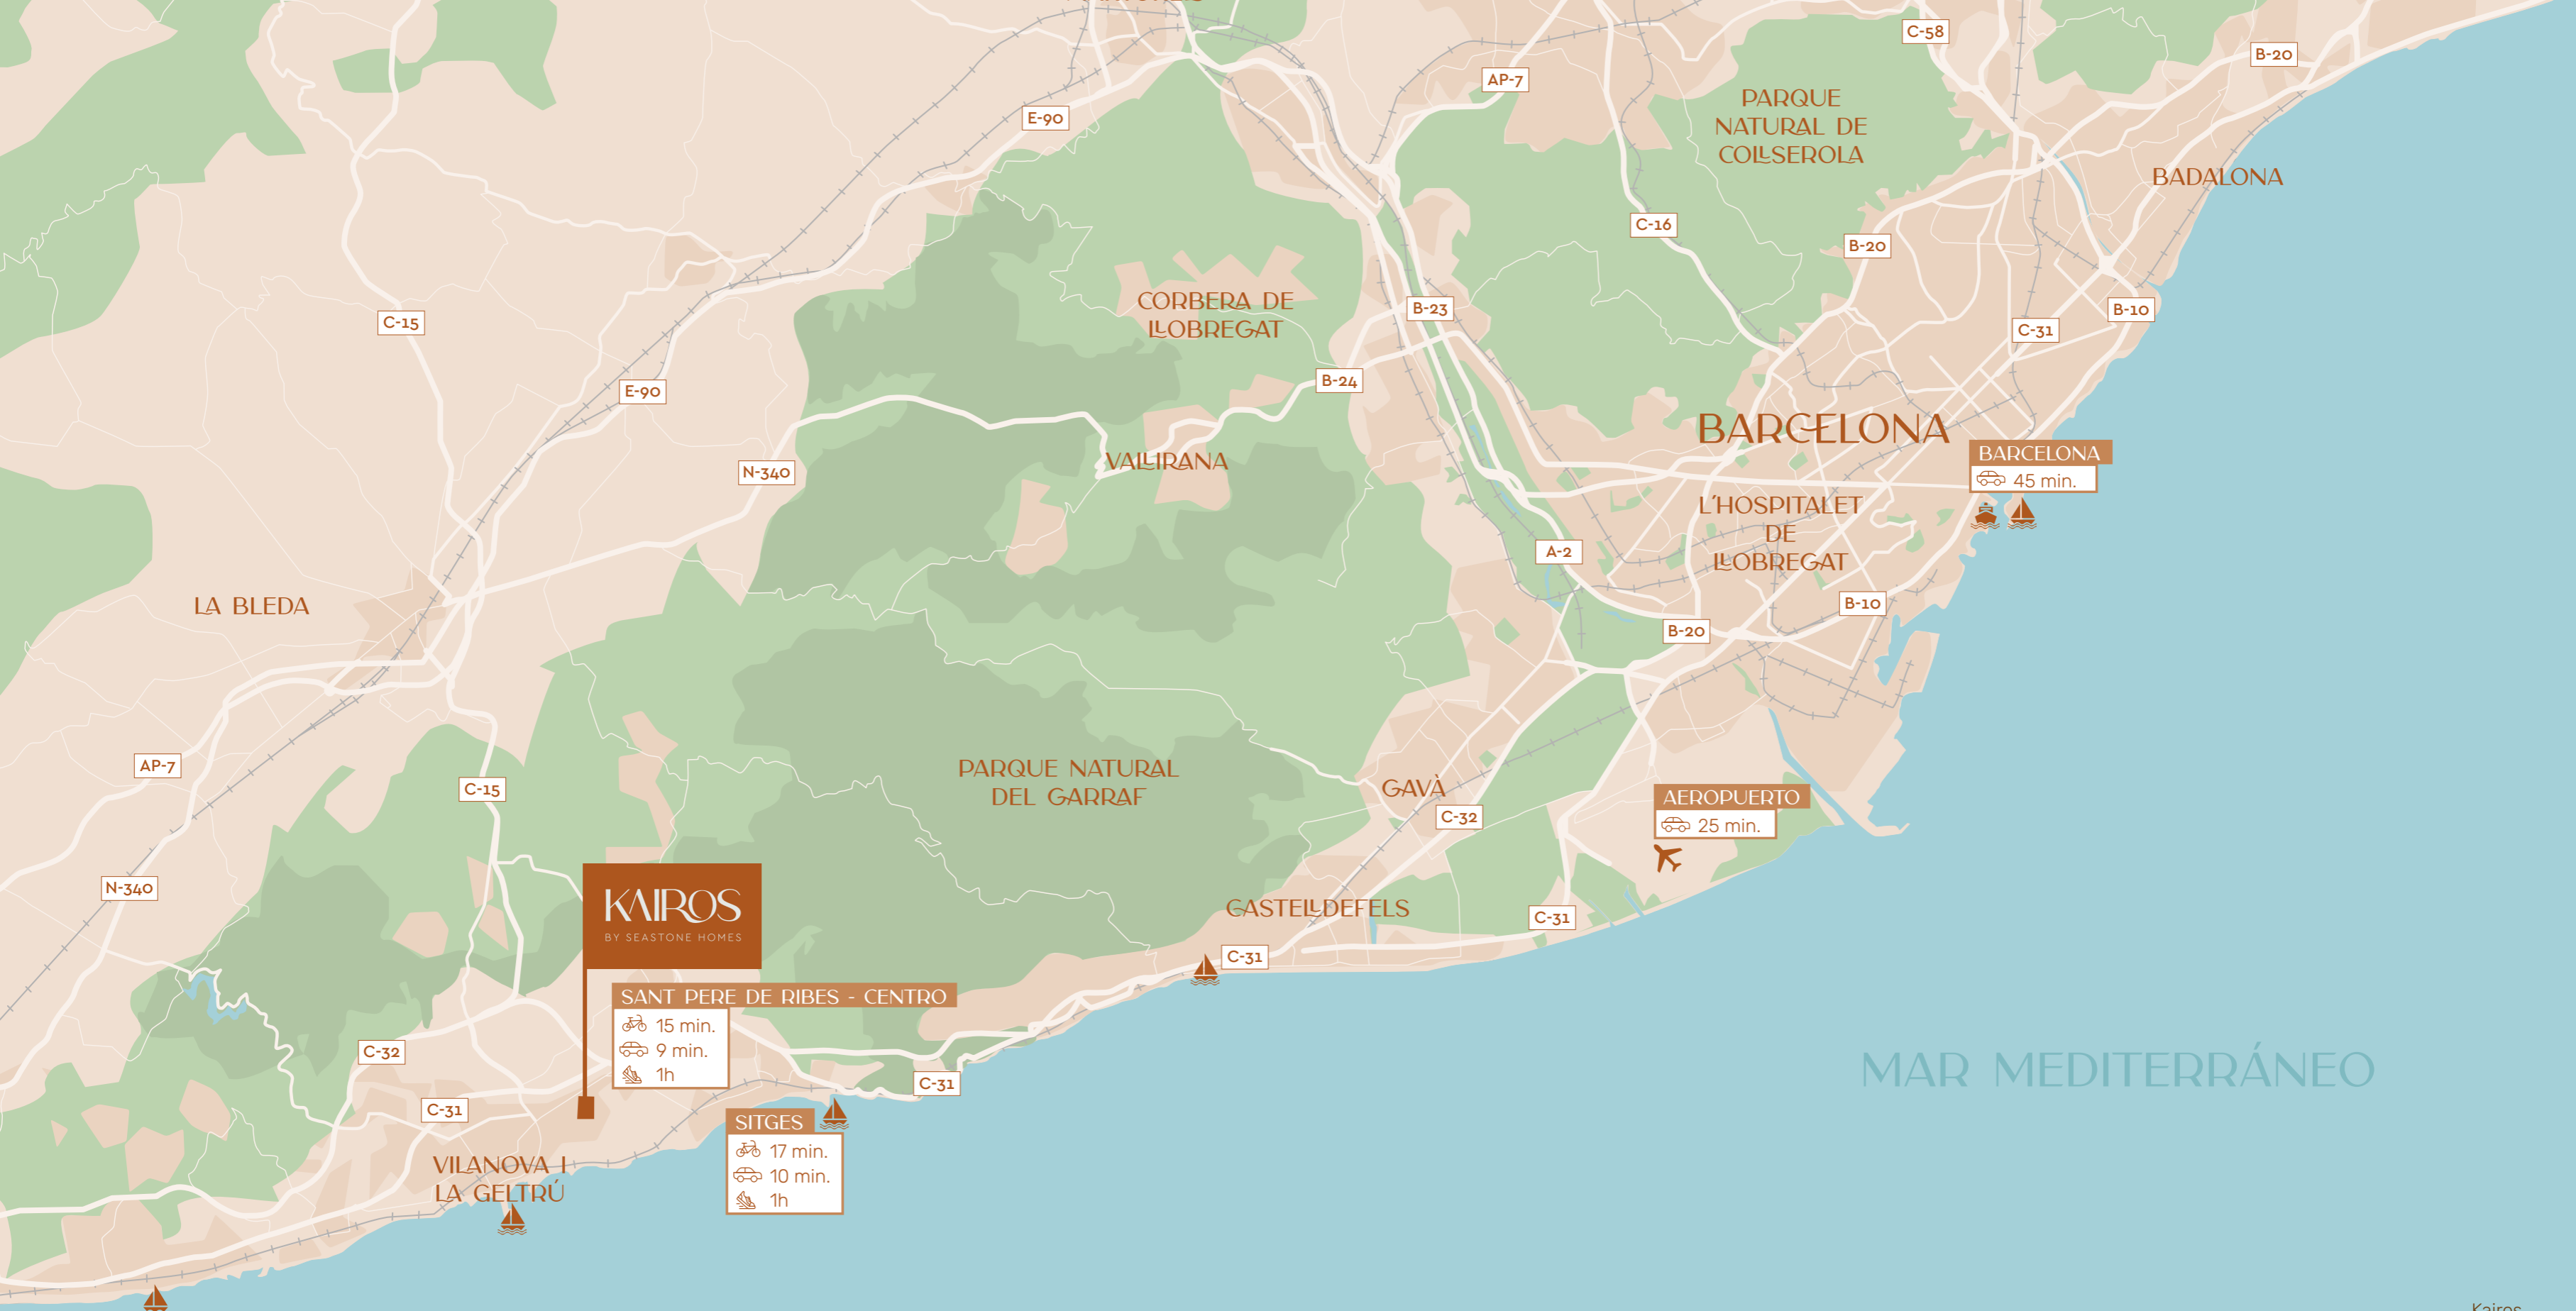 C-58
B-20
AP-7
PARQUE
NATURAL DE
COLLSEROLA
E-90
BADALONA
C-16
B-20
CORBERA DE
LLOBREGAT
B-23
B-10
C-15
C-31
B-24
E-90
BARCELONA
BARCELONA
45 min.
VALLIRANA
N-340
L'HOSPITALET
DE
LLOBREGAT
A-2
LA BLEDA
B-10
B-20
AP-7
PARQUE NATURAL
DEL GARRAF
C-15
GAVÀ
C-32
AEROPUERTO
25 min.
N-340
KAIROS
BY SEASTONE HOMES
CASTELLDEFELS
C-31
C-31
SANT PERE DE RIBES - CENTRO
15 min.
9 min.
1h
C-32
C-31
C-31
MAR MEDITERRÁNEO
SITGES
17 min.
10 min.
1h
VILANOVA I
LA GELTRÚ
Kairos